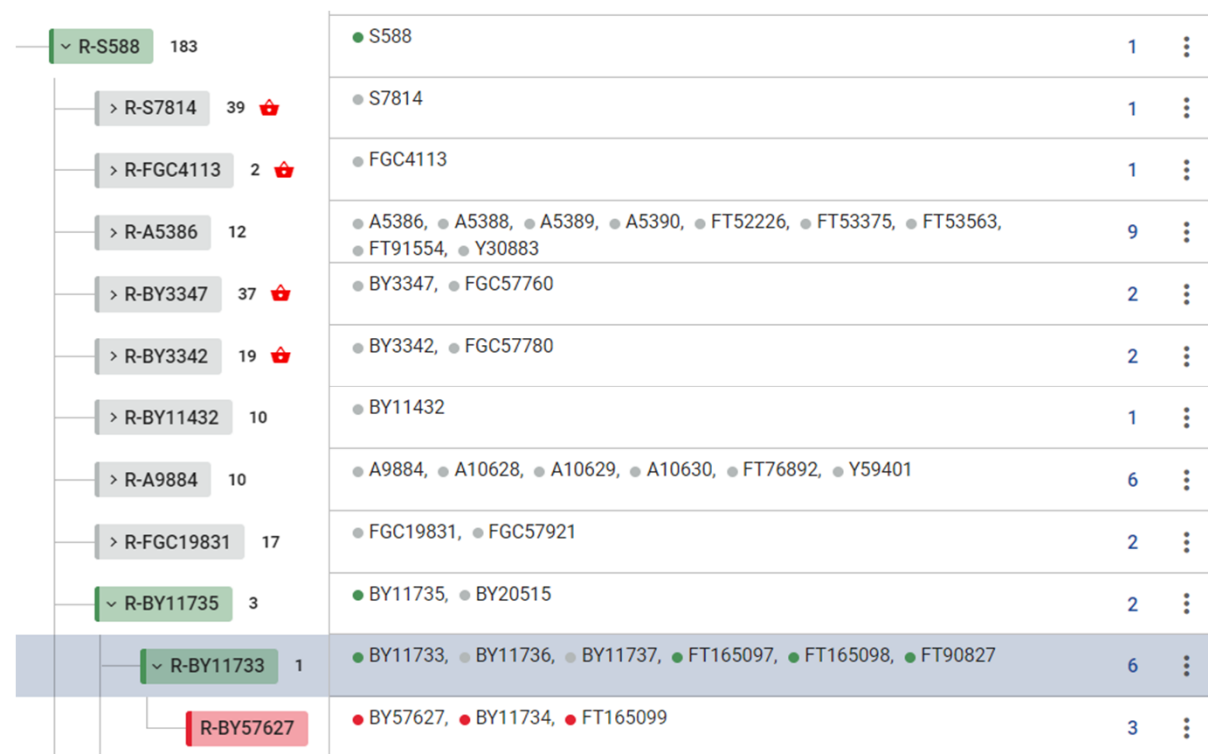 R-S588 183 S588 1
R-S7814 39 S7814 1
R-FGC4113 2 FGC4113 1
R-A5386 12 A5386, A5388, A5389, A5390, FT52226, FT53375, FT53563, 9
FT91554, Y30883
R-BY3347 37 BY3347, FGC57760 2
R-BY3342 19 BY3342, FGC57780 2
R-BY11432 10 BY11432 1
R-A9884 10 A9884, A10628, A10629, A10630, FT76892, Y59401 6
R-FGC19831 17 FGC19831, FGC57921 2
R-BY11735 3 BY11735, BY20515 2
R-BY11733 1 BY11733, BY11736, BY11737, FT165097, FT165098, FT90827 6
R-BY57627 BY57627, BY11734, FT165099 3